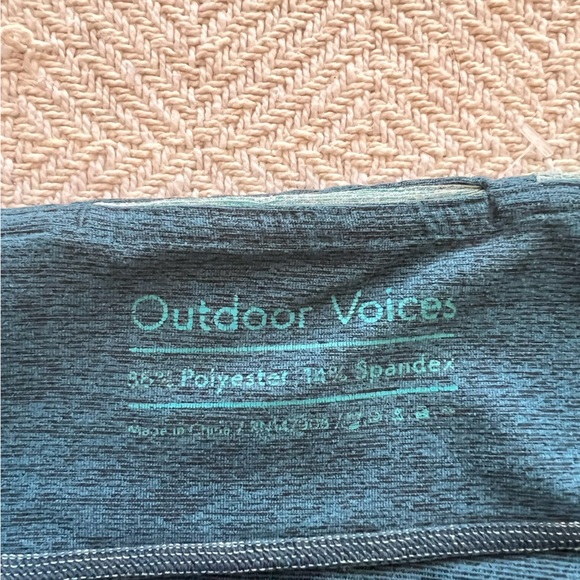 Outdoor Voices
86% Polyester 14% Spandex
Made in China /